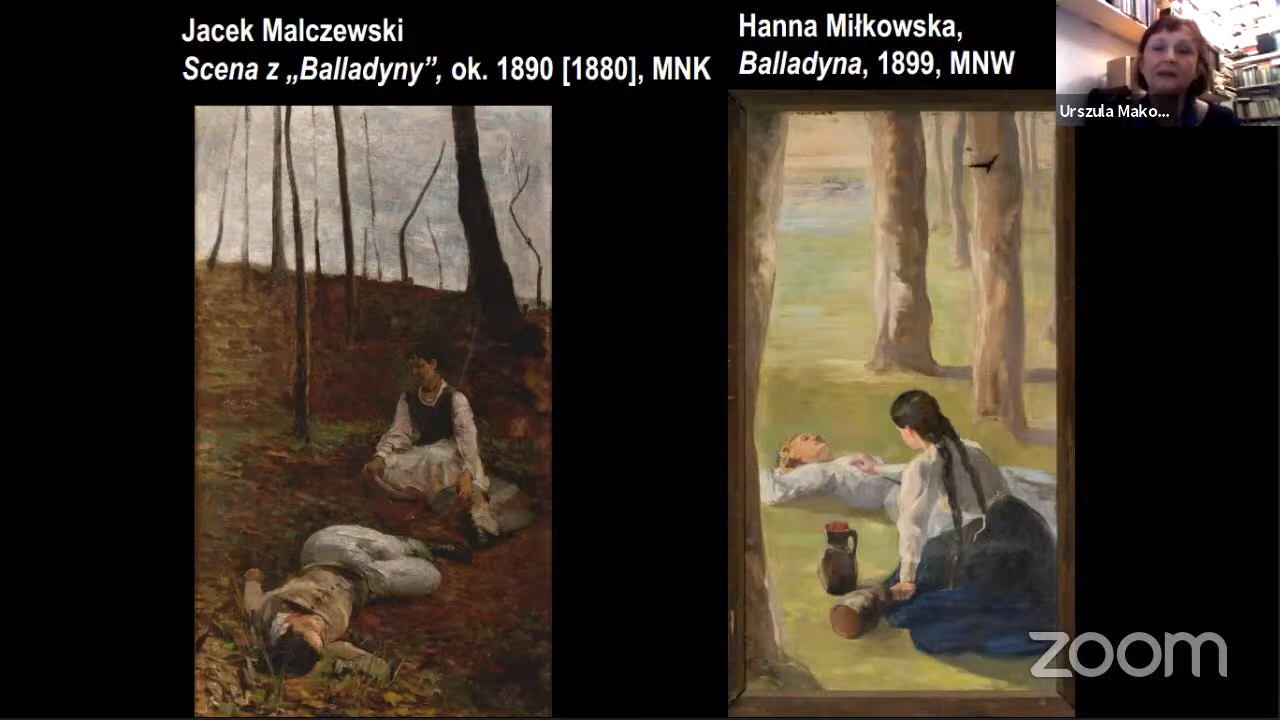 Jacek Malczewski
Scena z „Balladyny”, ok. 1890 [1880], MNK
Hanna Miłkowska,
Balladyna, 1899, MNW
Urszula Mako...
zoom